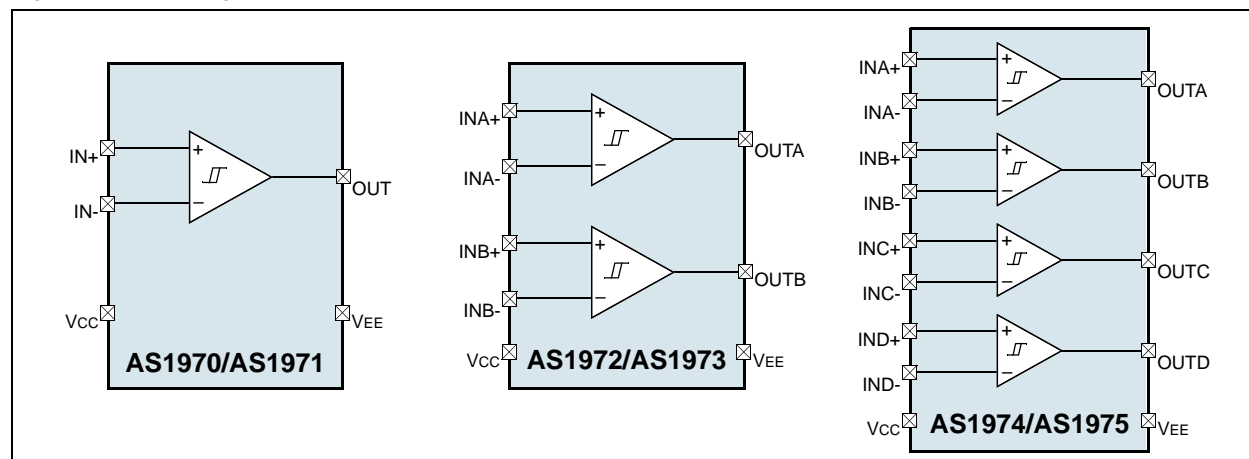 IN+
+
OUT
IN-
−
VCC
VEE
AS1970/AS1971
INA+
+
OUTA
INA-
−
INB+
+
OUTB
INB-
−
VCC
VEE
AS1972/AS1973
INA+
+
OUTA
INA-
−
INB+
+
OUTB
INB-
−
INC+
+
OUTC
INC-
−
IND+
+
OUTD
IND-
−
VCC
VEE
AS1974/AS1975